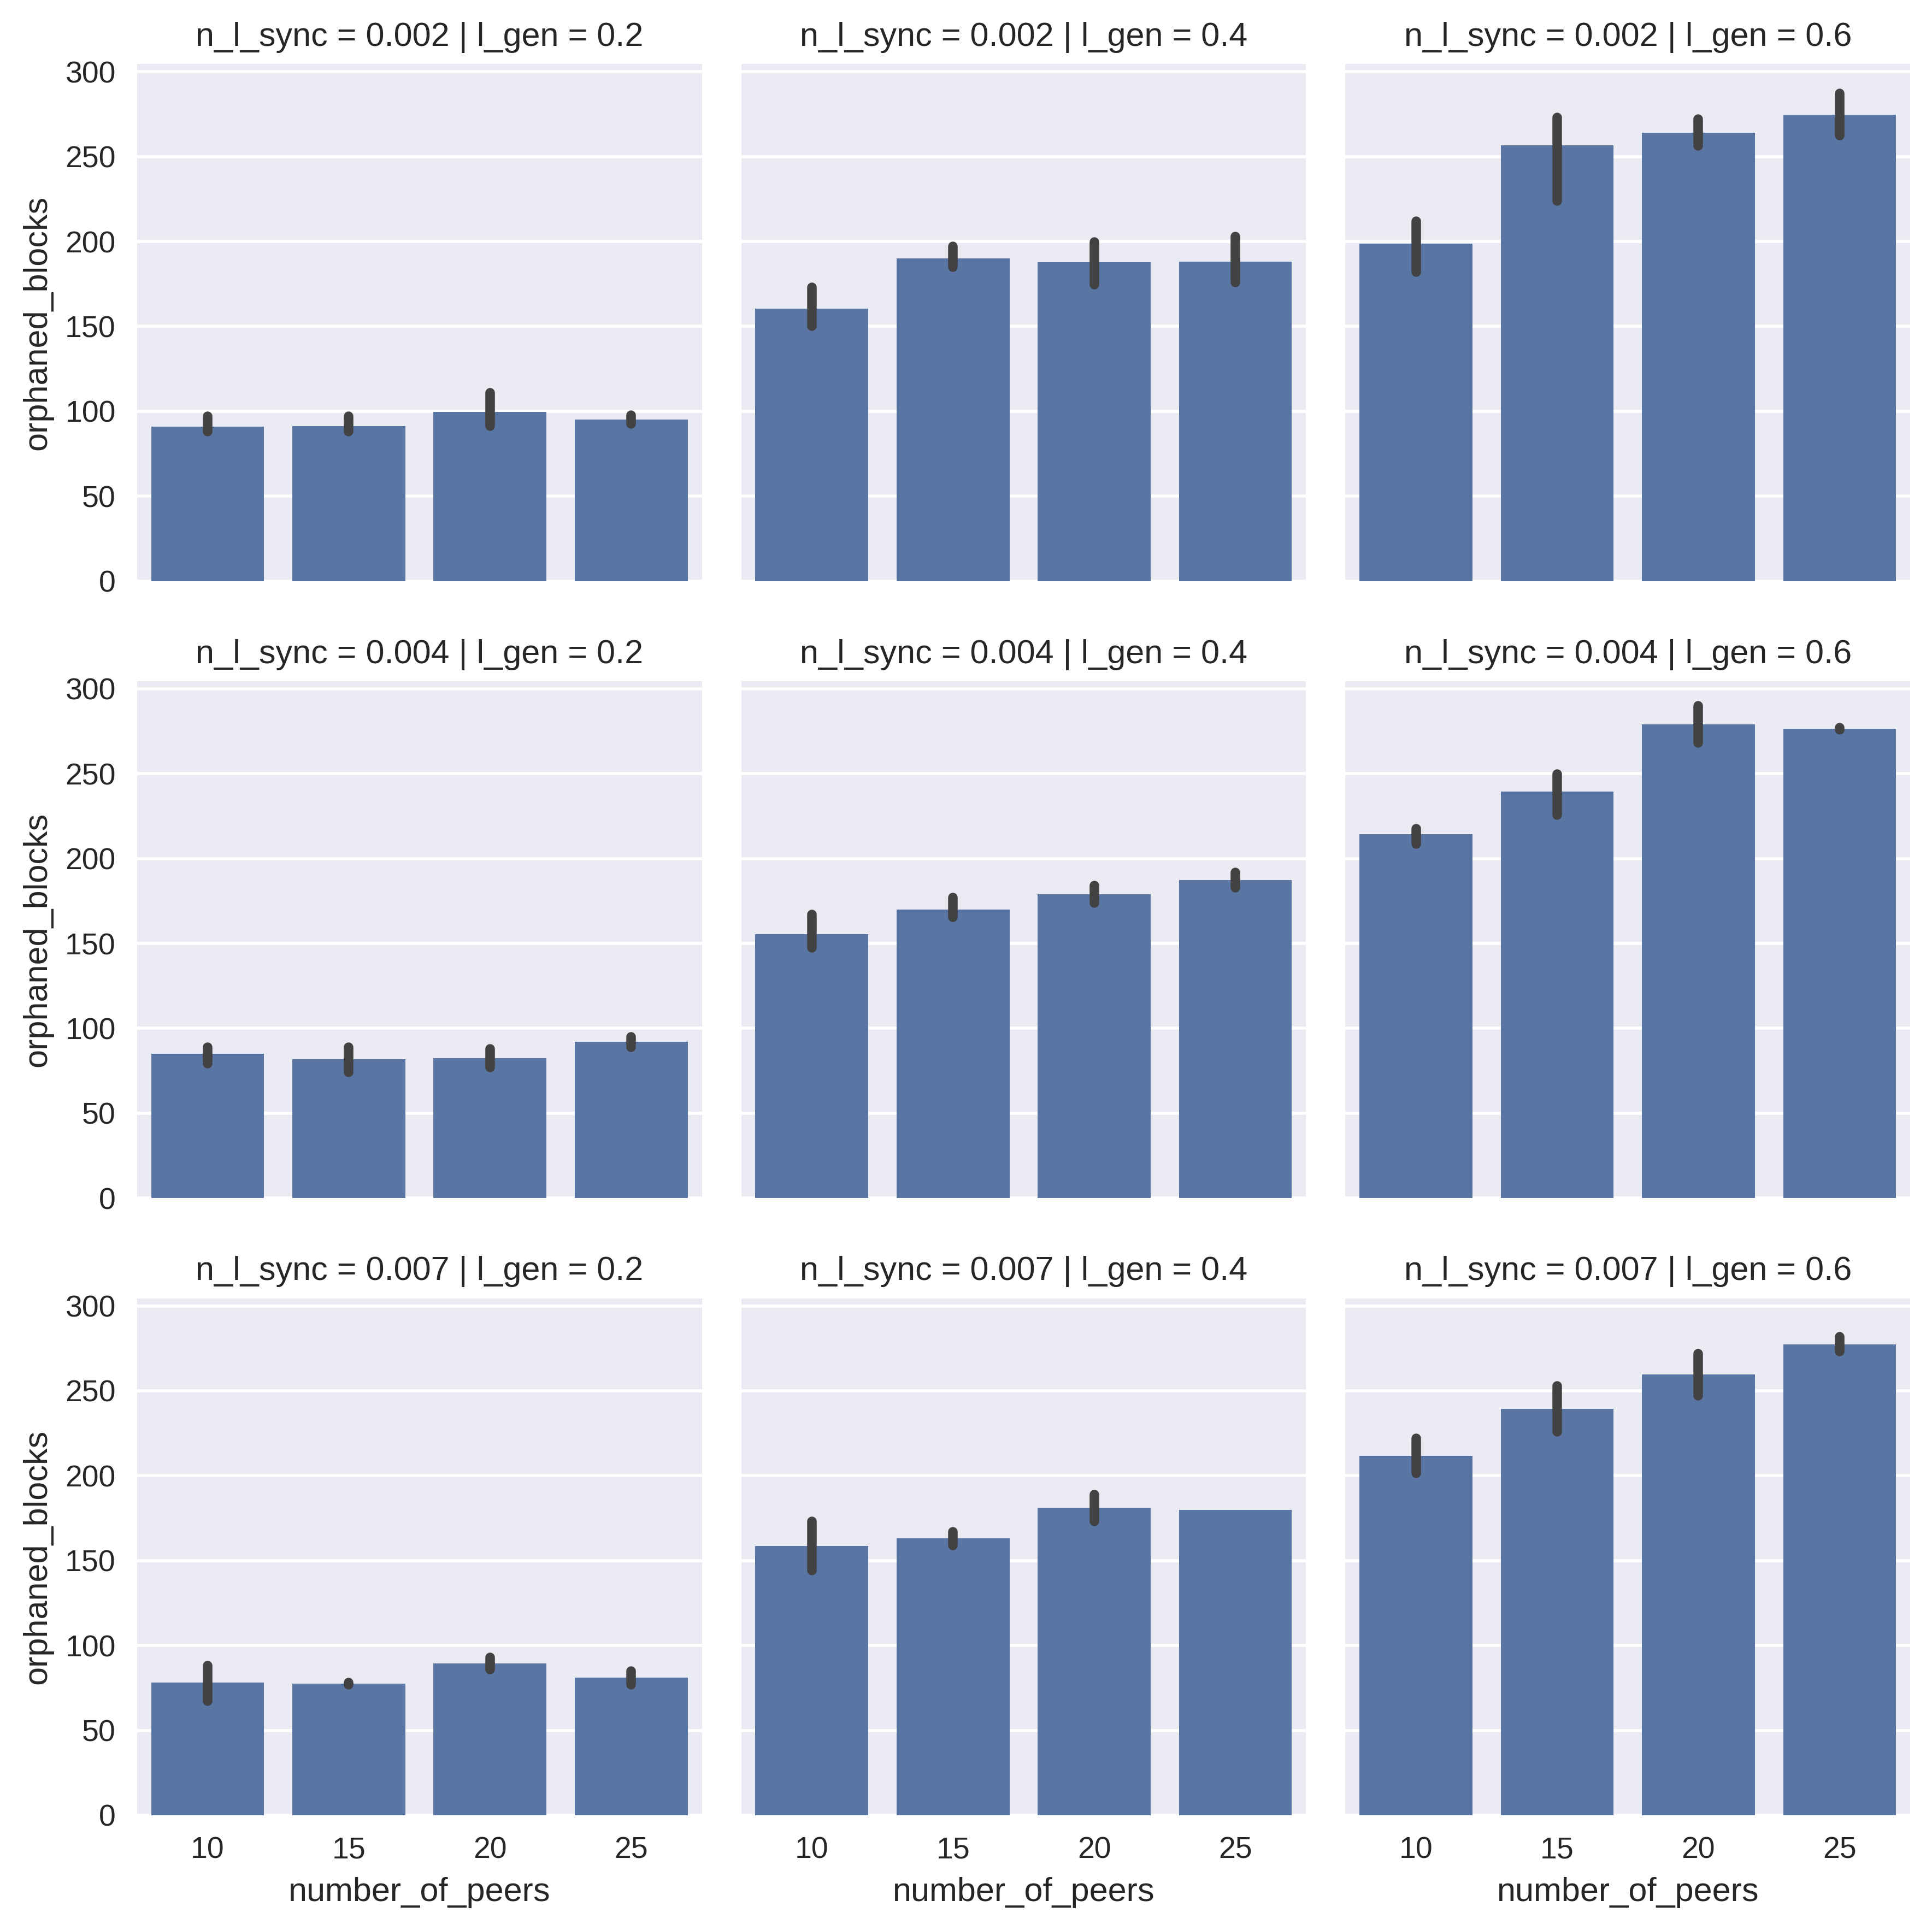 n_l_sync = 0.002 | l_gen = 0.2
n_l_sync = 0.002 | l_gen = 0.4
n_l_sync = 0.002 | l_gen = 0.6
orphaned_blocks
300
250
200
150
100
50
0
n_l_sync = 0.004 | l_gen = 0.2
n_l_sync = 0.004 | l_gen = 0.4
n_l_sync = 0.004 | l_gen = 0.6
orphaned_blocks
300
250
200
150
100
50
0
n_l_sync = 0.007 | l_gen = 0.2
n_l_sync = 0.007 | l_gen = 0.4
n_l_sync = 0.007 | l_gen = 0.6
orphaned_blocks
300
250
200
150
100
50
0
10 15 20 25
number_of_peers
10 15 20 25
number_of_peers
10 15 20 25
number_of_peers